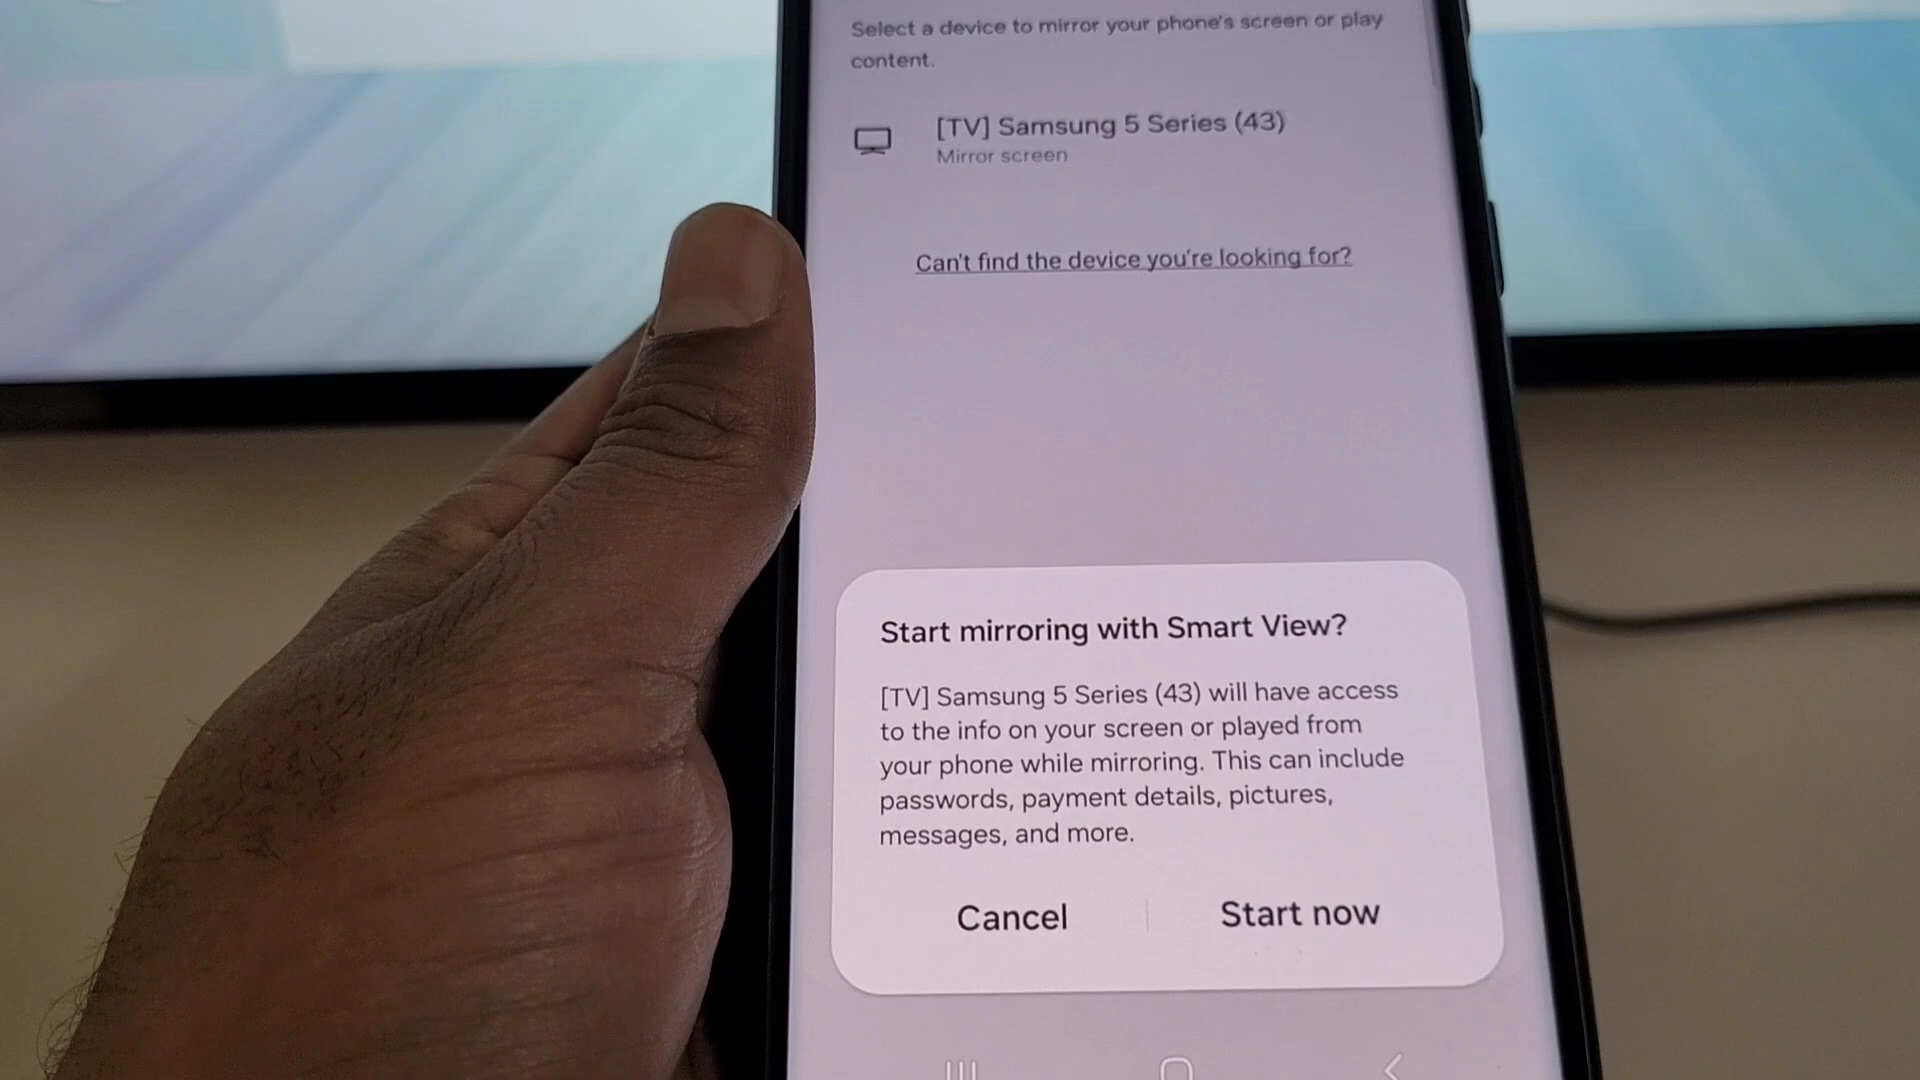 Select a device to mirror your phone's screen or play
content.
[TV] Samsung 5 Series (43)
Mirror screen
Can't find the device you're looking for?
Start mirroring with Smart View?
[TV] Samsung 5 Series (43) will have access
to the info on your screen or played from
your phone while mirroring. This can include
passwords, payment details, pictures,
messages, and more.
Cancel
Start now